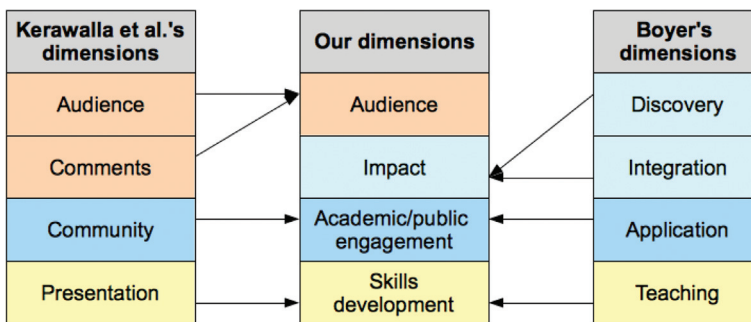 Kerawalla et al.'s
dimensions
Audience
Comments
Community
Presentation
Our dimensions
Audience
Impact
Academic/public
engagement
Skills
development
Boyer's
dimensions
Discovery
Integration
Application
Teaching